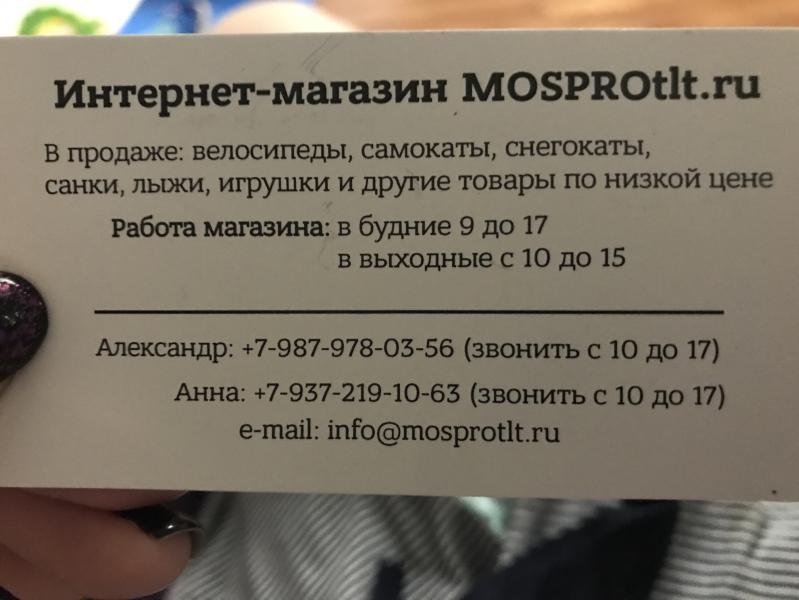 Интернет-магазин MOSPROtlt.ru
В продаже: велосипеды, самокаты, снегокаты,
санки, лыжи, игрушки и другие товары по низкой цене
Работа магазина: в будние 9 до 17
в выходные с 10 до 15
Александр: +7-987-978-03-56 (звонить с 10 до 17)
Анна: +7-937-219-10-63 (звонить с 10 до 17)
e-mail: info@mosprotlt.ru